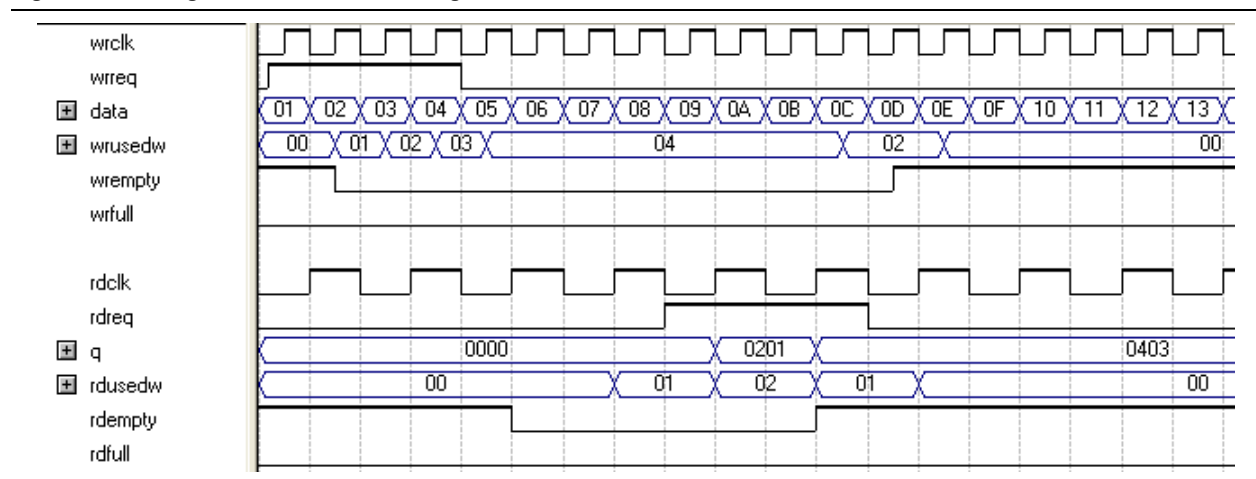 wrclk
wrreq
data 01 02 03 04 05 06 07 08 09 0A 0B 0C 0D 0E 0F 10 11 12 13
wrusedw 00 01 02 03 04 02 00
wrempty
wrfull
rdclk
rdreq
q 0000 0201 0403
rdusedw 00 01 02 01 00
rdempty
rdfull